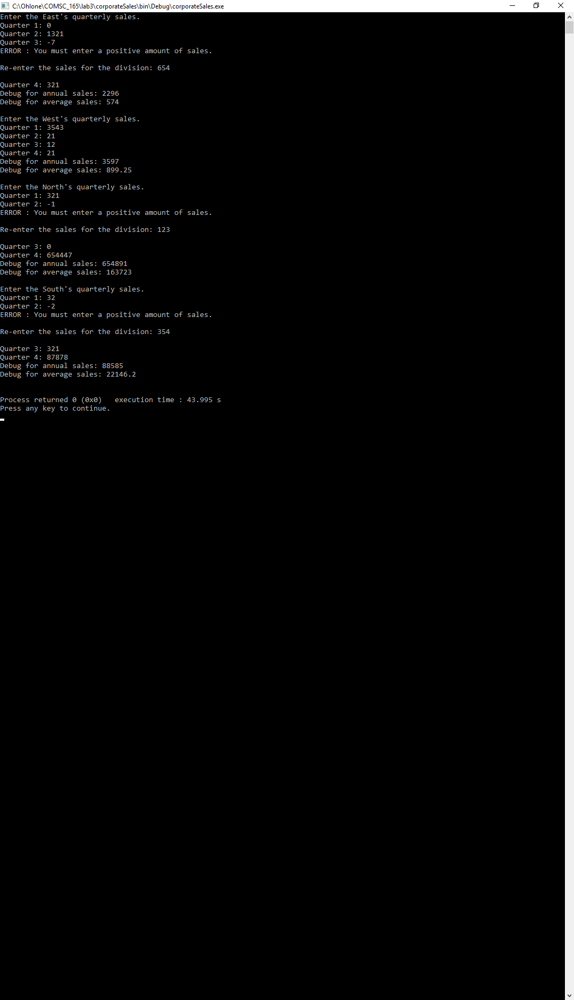 C:\Ohlone\COMSC_165\lab3\corporateSales\bin\Debug\corporateSales.exe
Enter the East's quarterly sales.
Quarter 1: 0
Quarter 2: 1321
Quarter 3: -7
ERROR : You must enter a positive amount of sales.
Re-enter the sales for the division: 654
Quarter 4: 321
Debug for annual sales: 2296
Debug for average sales: 574
Enter the West's quarterly sales.
Quarter 1: 3543
Quarter 2: 21
Quarter 3: 12
Quarter 4: 21
Debug for annual sales: 3597
Debug for average sales: 899.25
Enter the North's quarterly sales.
Quarter 1: 321
Quarter 2: -1
ERROR : You must enter a positive amount of sales.
Re-enter the sales for the division: 123
Quarter 3: 0
Quarter 4: 654447
Debug for annual sales: 654891
Debug for average sales: 163723
Enter the South's quarterly sales.
Quarter 1: 32
Quarter 2: -2
ERROR : You must enter a positive amount of sales.
Re-enter the sales for the division: 354
Quarter 3: 321
Quarter 4: 87878
Debug for annual sales: 88585
Debug for average sales: 22146.2
Process returned 0 (0x0)   execution time : 43.995 s
Press any key to continue.